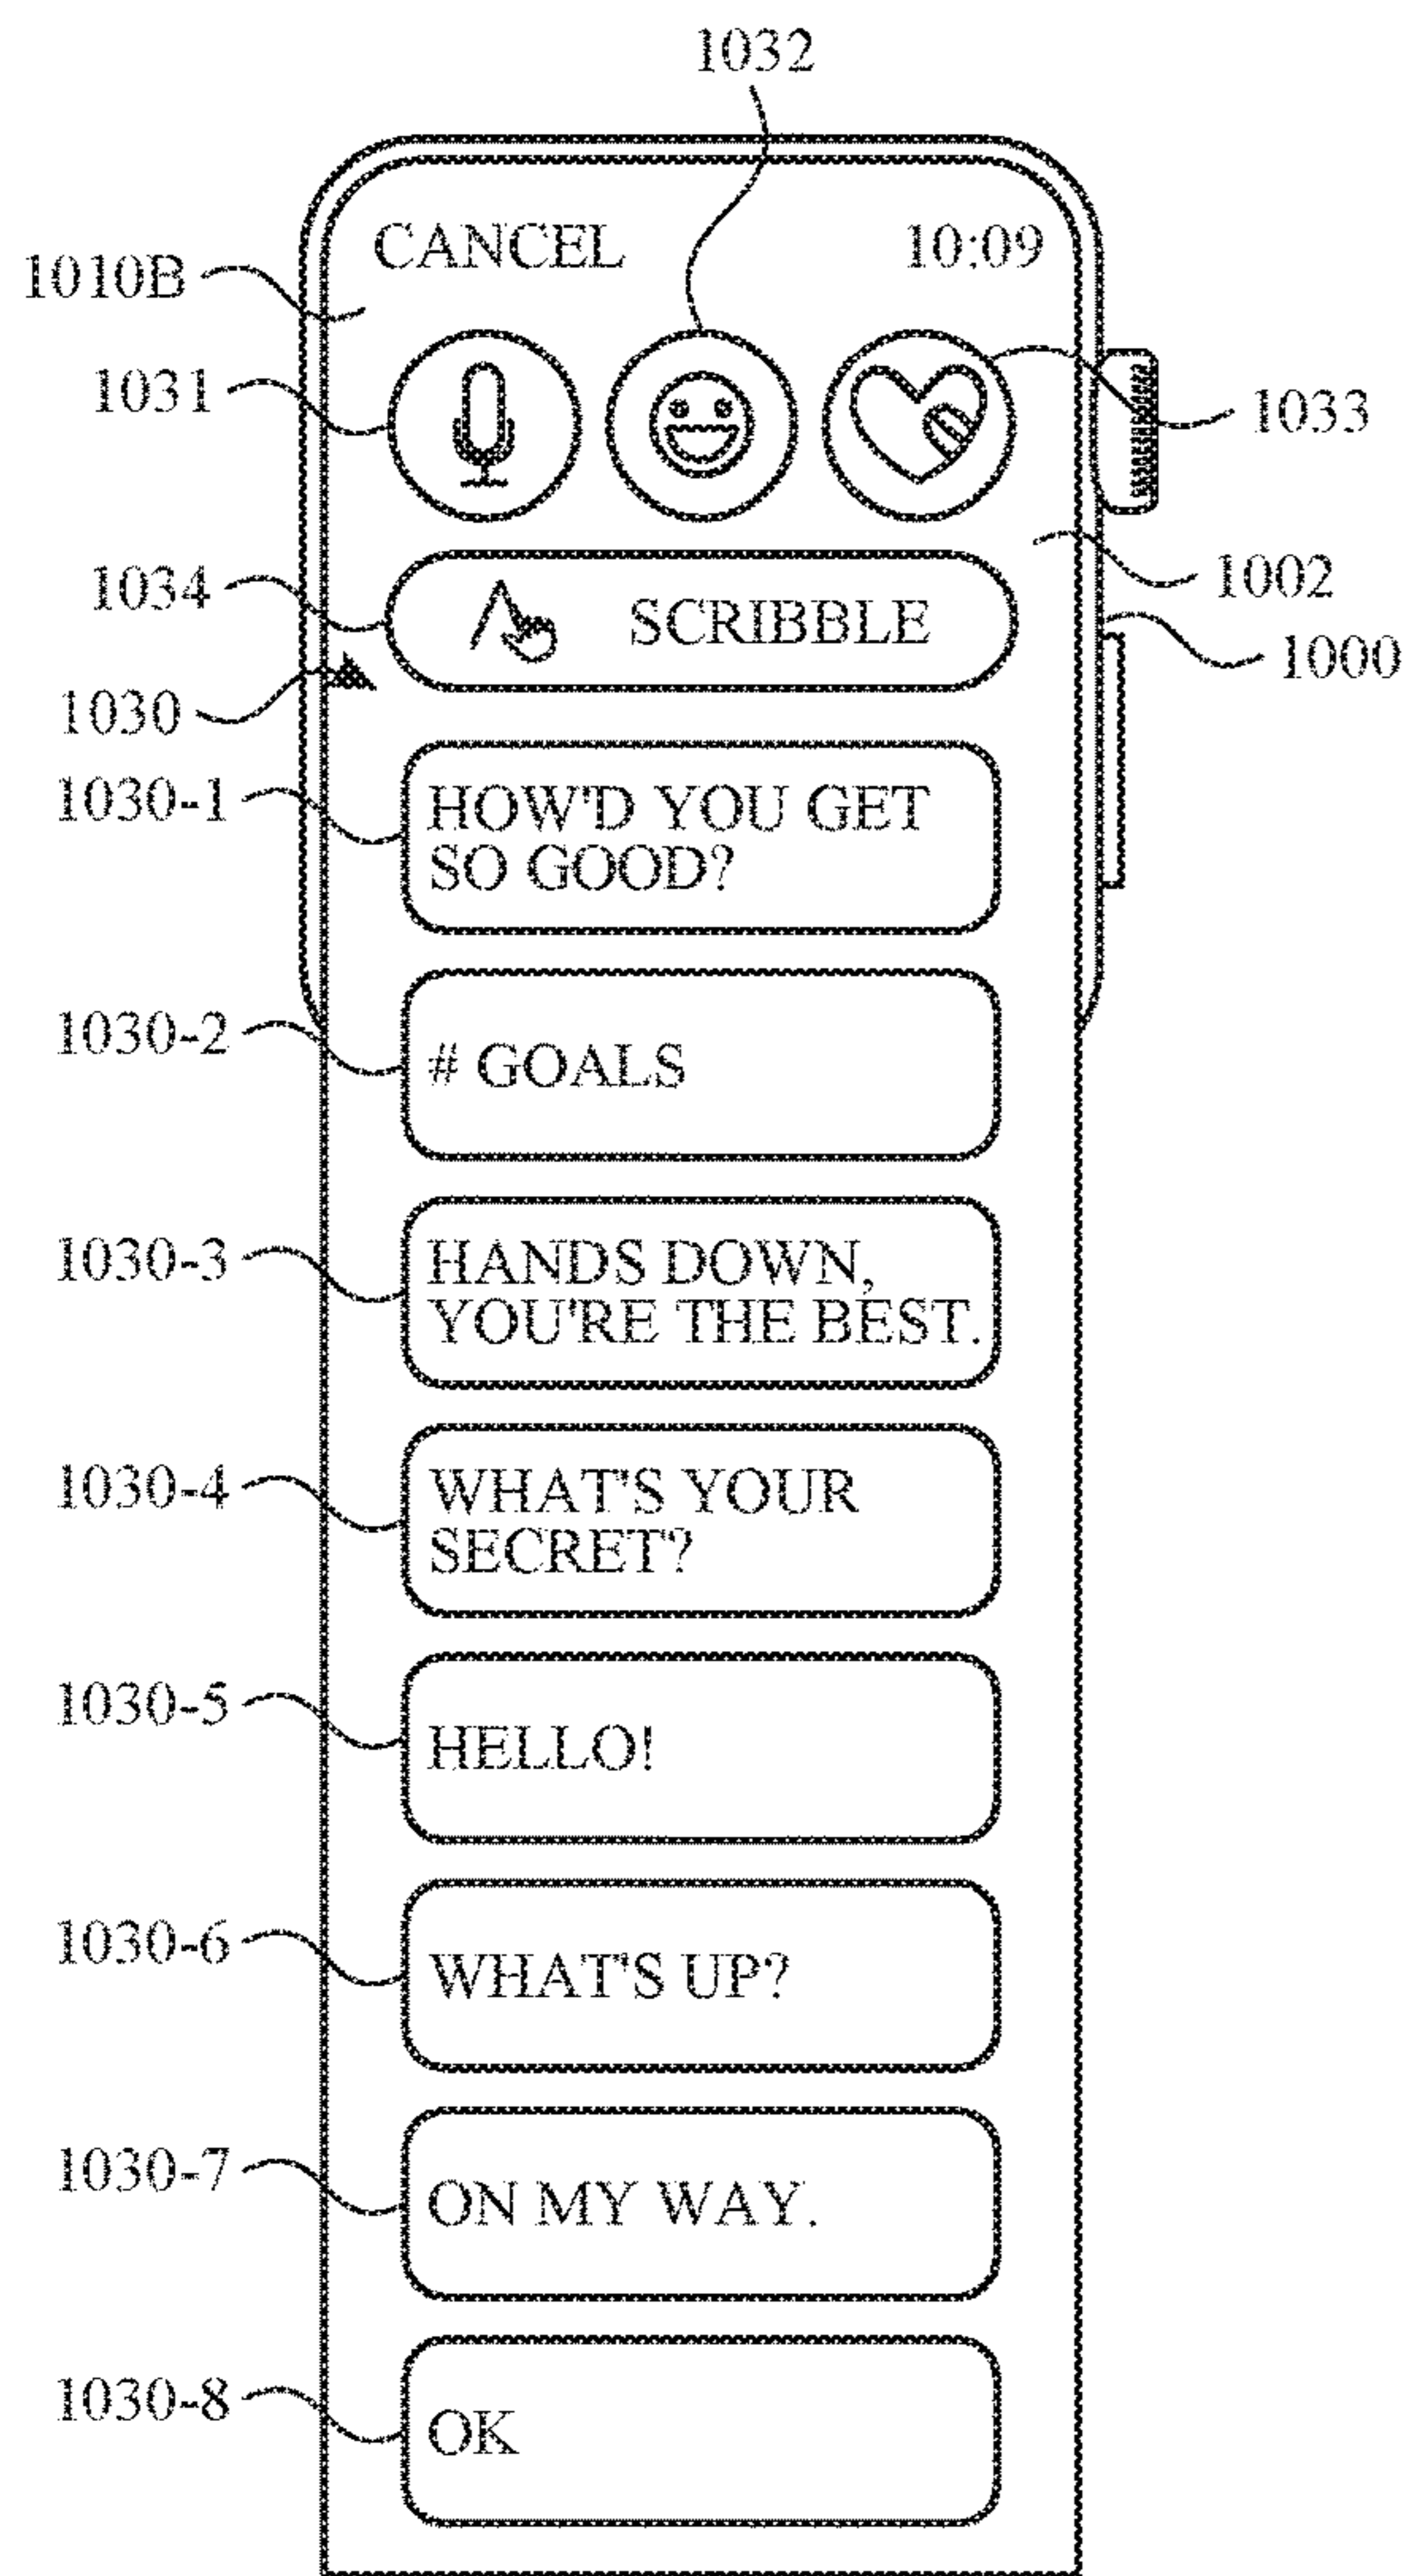 1032
CANCEL 10:09
1010B
1031
1033
1034
SCRIBBLE
1002
1000
1030
1030-1
HOW'D YOU GET
SO GOOD?
1030-2
# GOALS
1030-3
HANDS DOWN,
YOU'RE THE BEST.
1030-4
WHAT'S YOUR
SECRET?
1030-5
HELLO!
1030-6
WHAT'S UP?
1030-7
ON MY WAY.
1030-8
OK